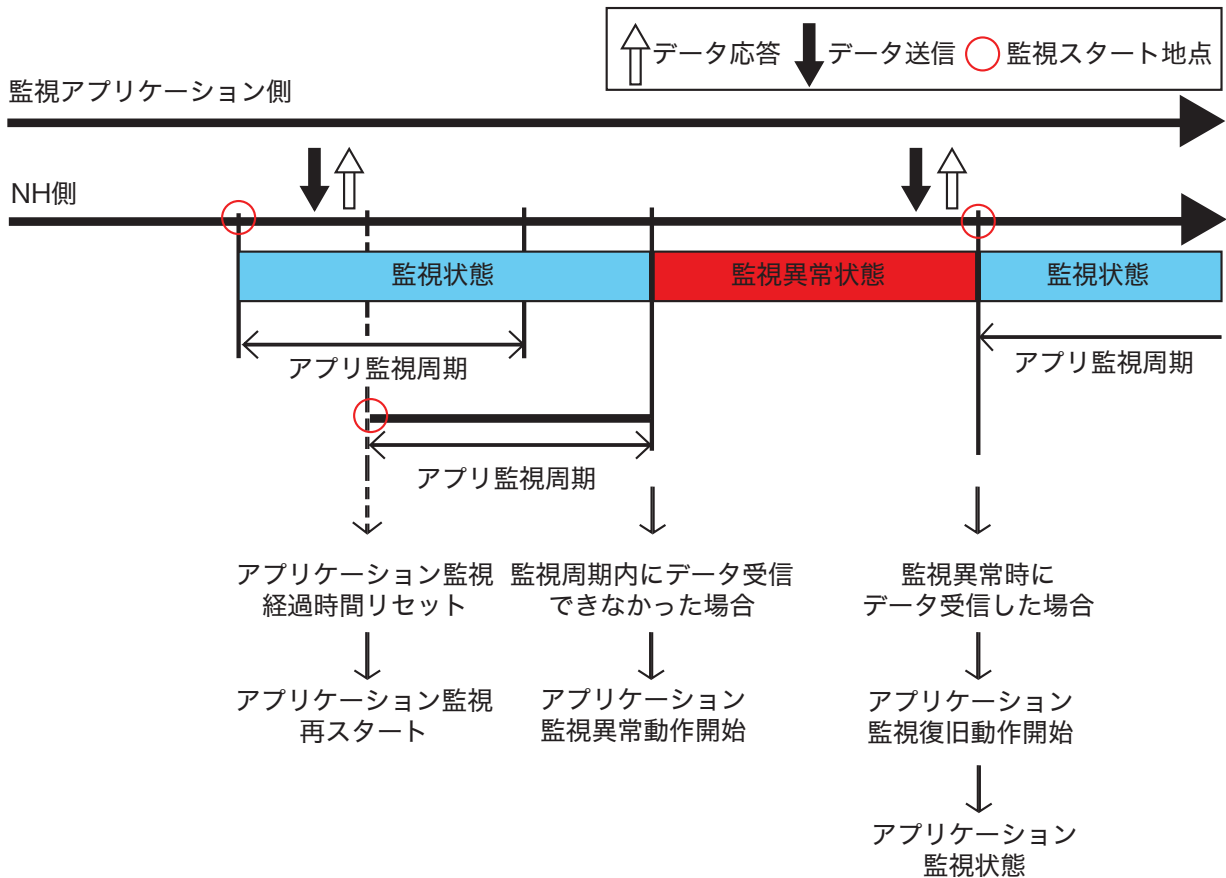 データ応答 データ送信 監視スタート地点
監視アプリケーション側
NH側
監視状態 監視異常状態 監視状態
アプリ監視周期 アプリ監視周期
アプリ監視周期
アプリケーション監視
経過時間リセット
アプリケーション監視
再スタート
監視周期内にデータ受信
できなかった場合
アプリケーション
監視異常動作開始
監視異常時に
データ受信した場合
アプリケーション
監視復旧動作開始
アプリケーション
監視状態